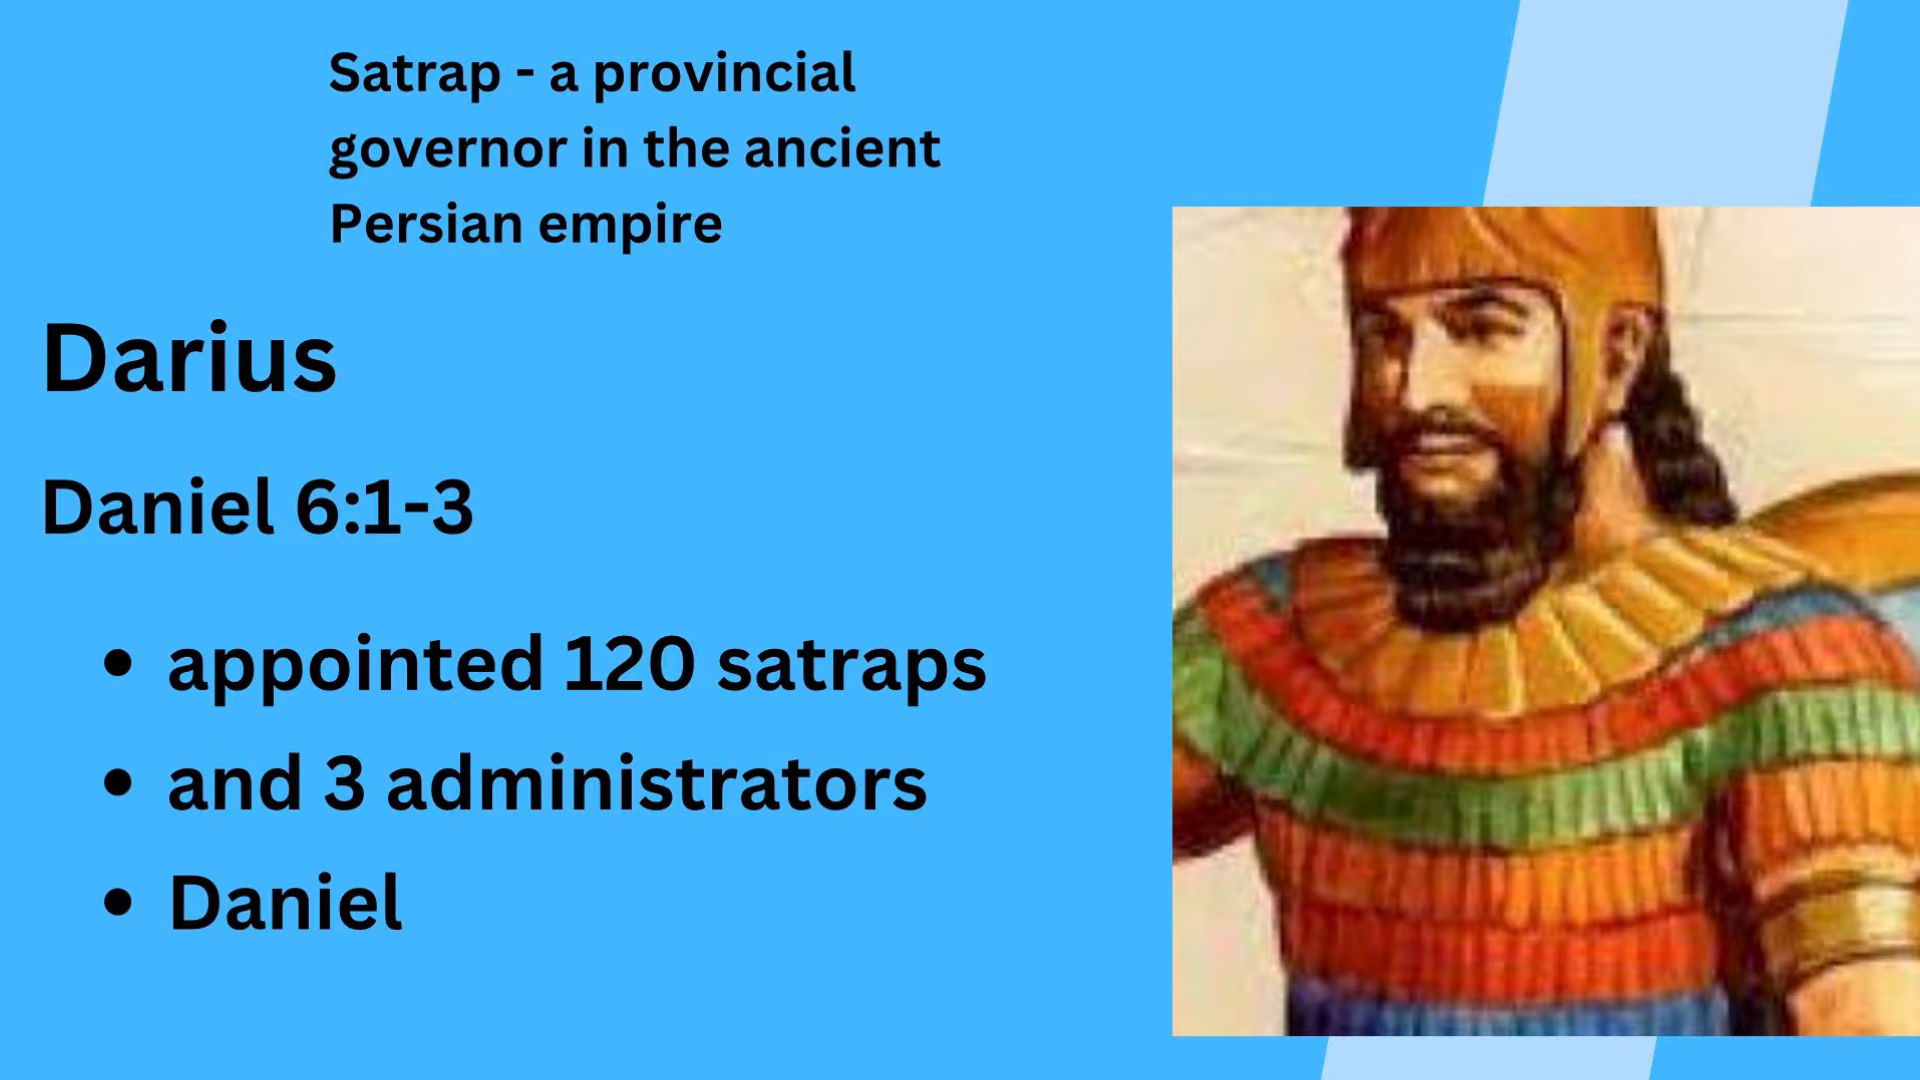 Satrap - a provincial
governor in the ancient
Persian empire
Darius
Daniel 6:1-3
• appointed 120 satraps
• and 3 administrators
• Daniel